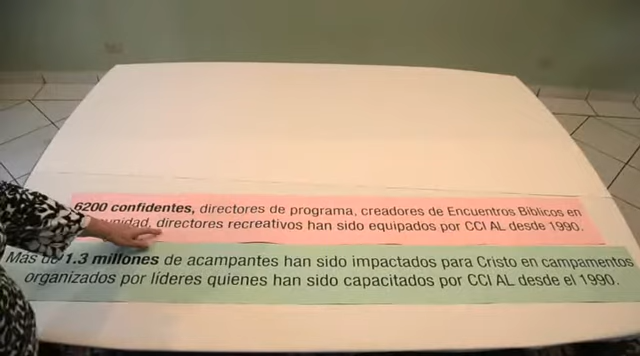 6200 confidentes, directores de programa, creadores de Encuentros Bíblicos en
directores recreativos han sido equipados por CCI AL desde 1990.
Más de 1.3 millones de acampantes han sido impactados para Cristo en campamentos
organizados por líderes quienes han sido capacitados por CCI AL desde el 1990.